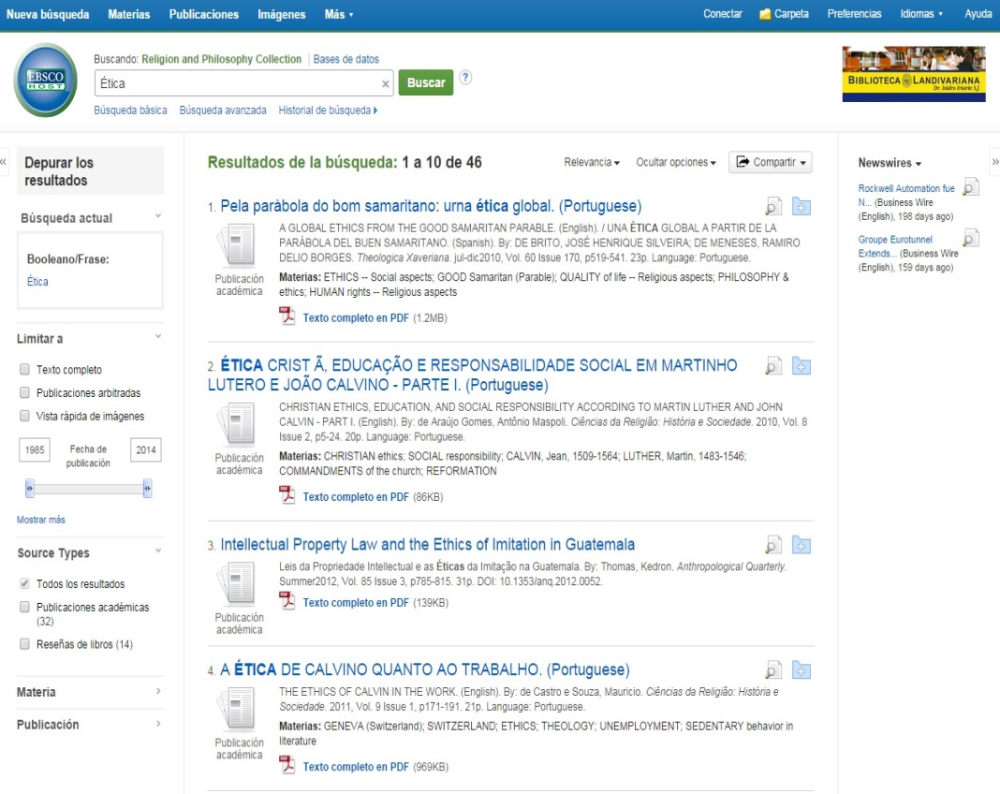 Nueva búsqueda Materias Publicaciones Imágenes Más
Conectar Carpeta Preferencias Idiomas Ayuda
EBSCO
HOST
Buscando: Religion and Philosophy Collection Bases de datos
Ética x Buscar ?
Búsqueda básica Búsqueda avanzada Historial de búsqueda
BIBLIOTECA LANDIVARIANA
Dr. Isidro Iriarte S.J.
«
Depurar los
resultados
Búsqueda actual
Booleano/Frase:
Ética
Limitar a
Texto completo
Publicaciones arbitradas
Vista rápida de imágenes
1985 Fecha de 2014
publicación
Mostrar más
Source Types
Todos los resultados
Publicaciones académicas
(32)
Reseñas de libros (14)
Materia
Publicación
Resultados de la búsqueda: 1 a 10 de 46
Relevancia Ocultar opciones Compartir
1. Pela paràbola do bom samaritano: urna ética global. (Portuguese)
A GLOBAL ETHICS FROM THE GOOD SAMARITAN PARABLE. (English). / UNA ÉTICA GLOBAL A PARTIR DE LA
PARÁBOLA DEL BUEN SAMARITANO. (Spanish). By: DE BRITO, JOSÉ HENRIQUE SILVEIRA; DE MENESES, RAMIRO
DELIO BORGES. Theologica Xaveriana. jul-dic2010, Vol. 60 Issue 170, p519-541. 23p. Language: Portuguese.
Publicación
académica
Materias: ETHICS -- Social aspects; GOOD Samaritan (Parable); QUALITY of life -- Religious aspects; PHILOSOPHY &
ethics; HUMAN rights -- Religious aspects
PDF Texto completo en PDF (1.2MB)
2. ÉTICA CRIST Ã, EDUCAÇÃO E RESPONSABILIDADE SOCIAL EM MARTINHO
LUTERO E JOÃO CALVINO - PARTE I. (Portuguese)
CHRISTIAN ETHICS, EDUCATION, AND SOCIAL RESPONSIBILITY ACCORDING TO MARTIN LUTHER AND JOHN
CALVIN - PART I. (English). By: de Araújo Gomes, Antônio Maspoli. Ciências da Religião: História e Sociedade. 2010, Vol. 8
Issue 2, p5-24. 20p. Language: Portuguese.
Publicación
académica
Materias: CHRISTIAN ethics; SOCIAL responsibility; CALVIN, Jean, 1509-1564; LUTHER, Martin, 1483-1546;
COMMANDMENTS of the church; REFORMATION
PDF Texto completo en PDF (86KB)
3. Intellectual Property Law and the Ethics of Imitation in Guatemala
Leis da Propriedade Intellectual e as Éticas da Imitação na Guatemala. By: Thomas, Kedron. Anthropological Quarterly.
Summer2012, Vol. 85 Issue 3, p785-815. 31p. DOI: 10.1353/anq.2012.0052.
PDF Texto completo en PDF (139KB)
Publicación
académica
4. A ÉTICA DE CALVINO QUANTO AO TRABALHO. (Portuguese)
THE ETHICS OF CALVIN IN THE WORK. (English). By: de Castro e Souza, Mauricio. Ciências da Religião: História e
Sociedade. 2011, Vol. 9 Issue 1, p171-191. 21p. Language: Portuguese.
Publicación
académica
Materias: GENEVA (Switzerland); SWITZERLAND; ETHICS; THEOLOGY; UNEMPLOYMENT; SEDENTARY behavior in
literature
PDF Texto completo en PDF (969KB)
»
Newswires
Rockwell Automation fue
N... (Business Wire
(English), 198 days ago)
Groupe Eurotunnel
Extends... (Business Wire
(English), 159 days ago)